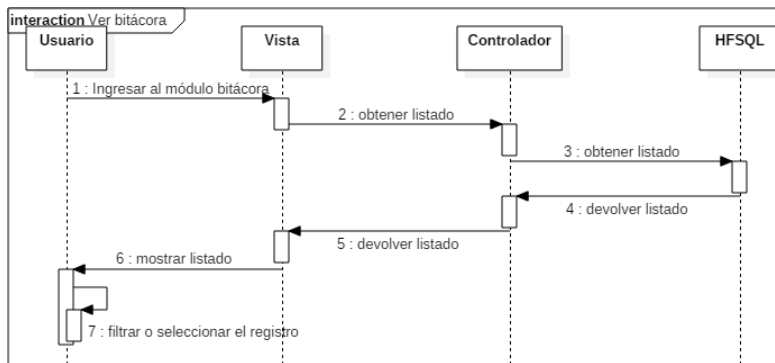 interaction Ver bitácora
Usuario
Vista
Controlador
HFSQL
1 : Ingresar al módulo bitácora
2 : obtener listado
3 : obtener listado
4 : devolver listado
5 : devolver listado
6 : mostrar listado
7 : filtrar o seleccionar el registro